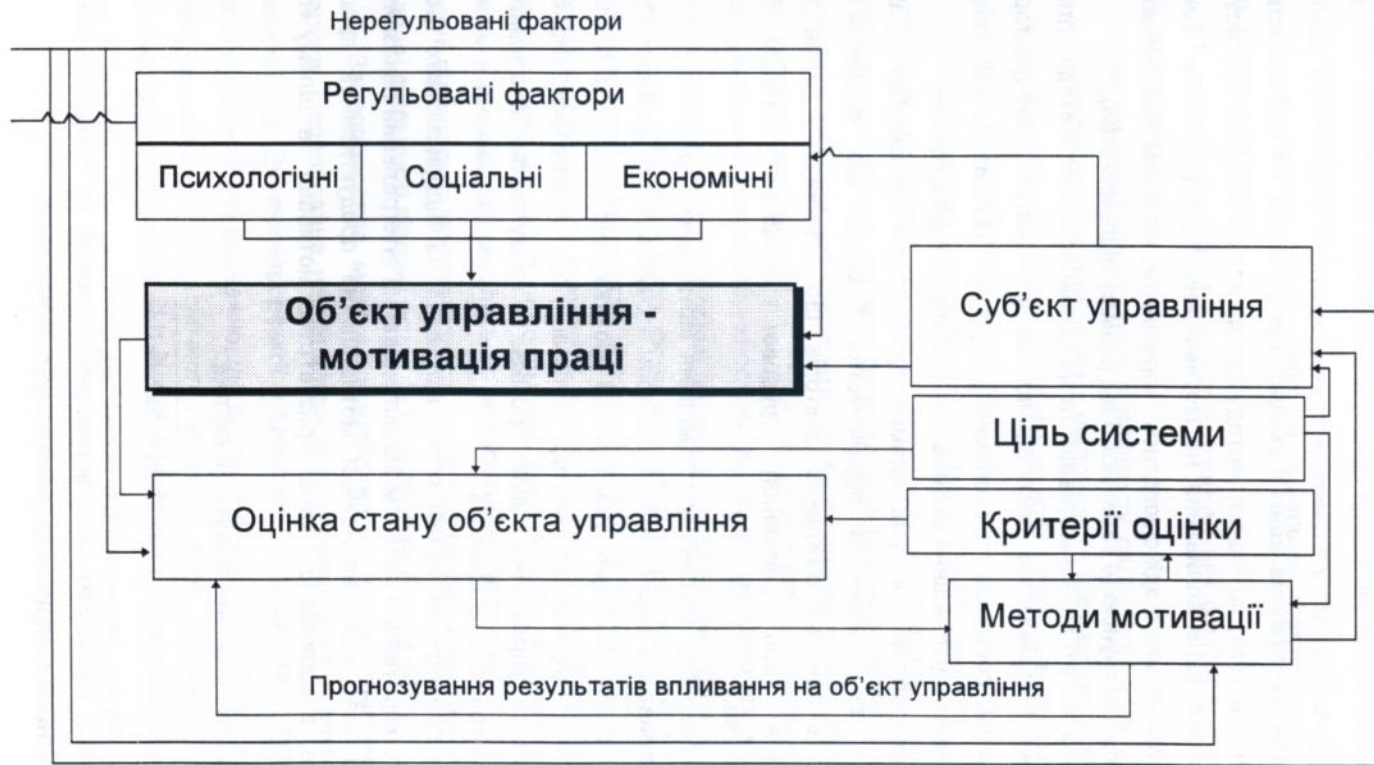 Нерегульовані фактори
Регульовані фактори
Психологічні
Соціальні
Економічні
Об’єкт управління -
мотивація праці
Суб’єкт управління
Ціль системи
Оцінка стану об’єкта управління
Критерії оцінки
Методи мотивації
Прогнозування результатів впливання на об’єкт управління